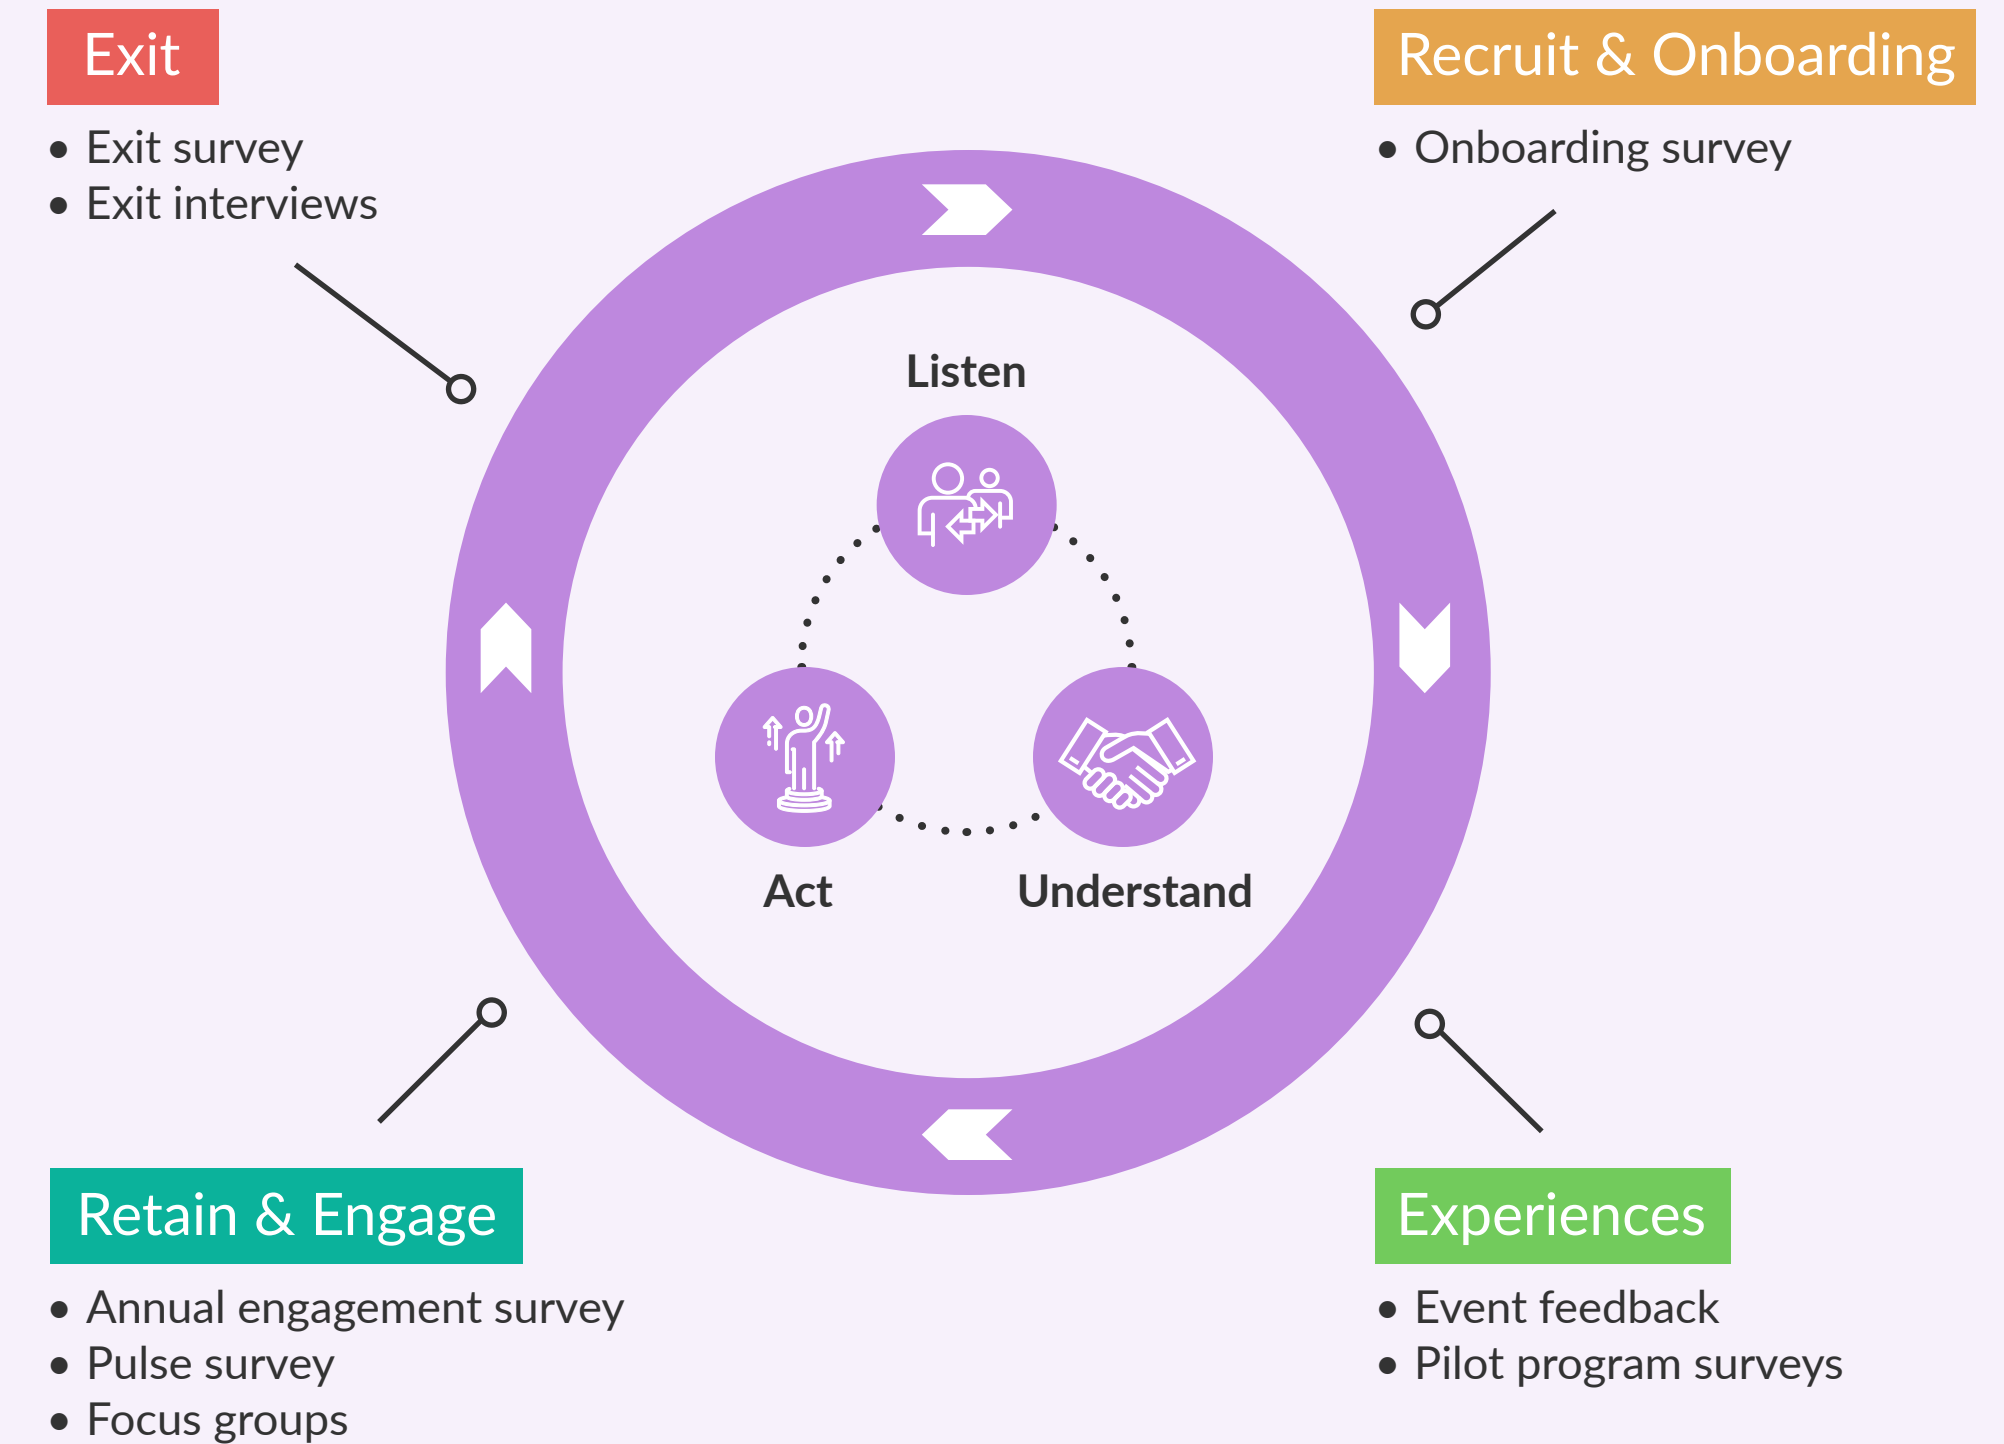 Exit
• Exit survey
• Exit interviews
Recruit & Onboarding
• Onboarding survey
Listen
Act
Understand
Retain & Engage
• Annual engagement survey
• Pulse survey
• Focus groups
Experiences
• Event feedback
• Pilot program surveys